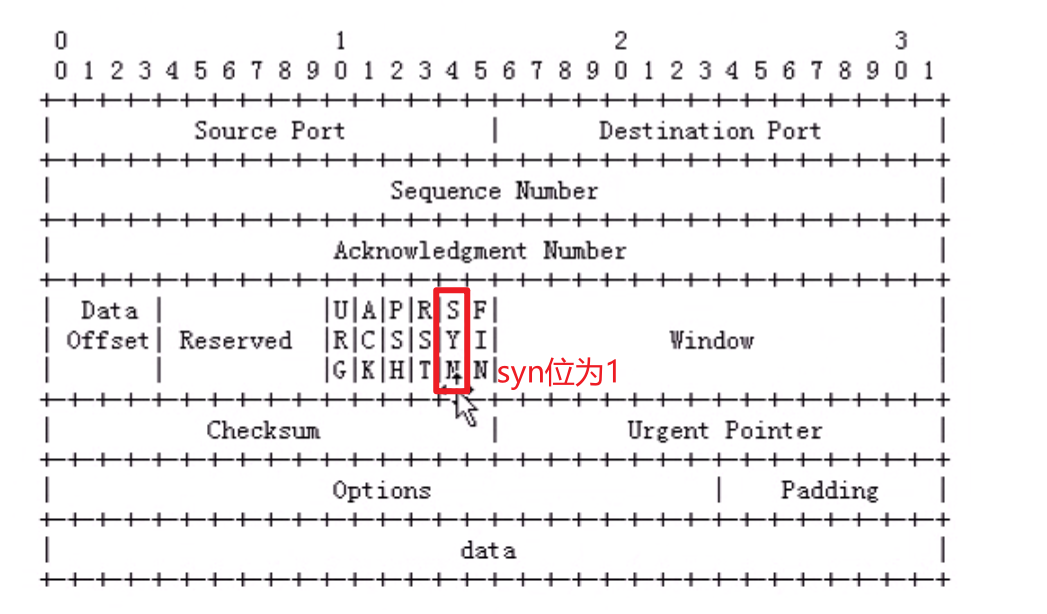 0 1 2 3
0 1 2 3 4 5 6 7 8 9 0 1 2 3 4 5 6 7 8 9 0 1 2 3 4 5 6 7 8 9 0 1
Source Port | Destination Port
Sequence Number
Acknowledgment Number
Data |U|A|P|R|S|F|
Offset| Reserved |R|C|S|S|Y|I| Window
|G|K|H|T|N|N| syn位为1
Checksum | Urgent Pointer
Options | Padding
data